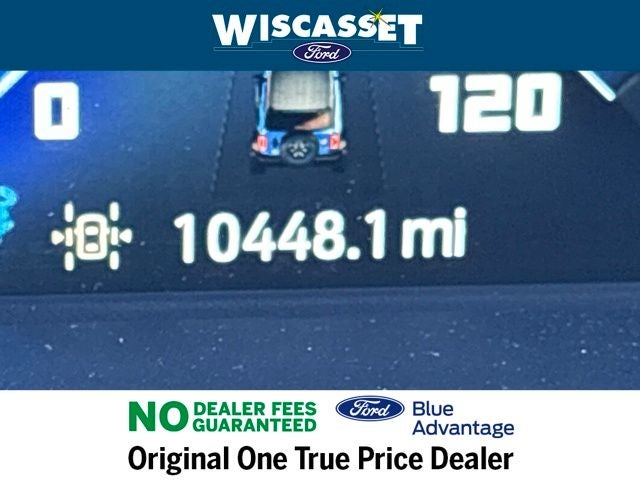 WISCASSET
Ford
0
120
10448.1 mi
NO DEALER FEES GUARANTEED
Ford Blue Advantage
Original One True Price Dealer